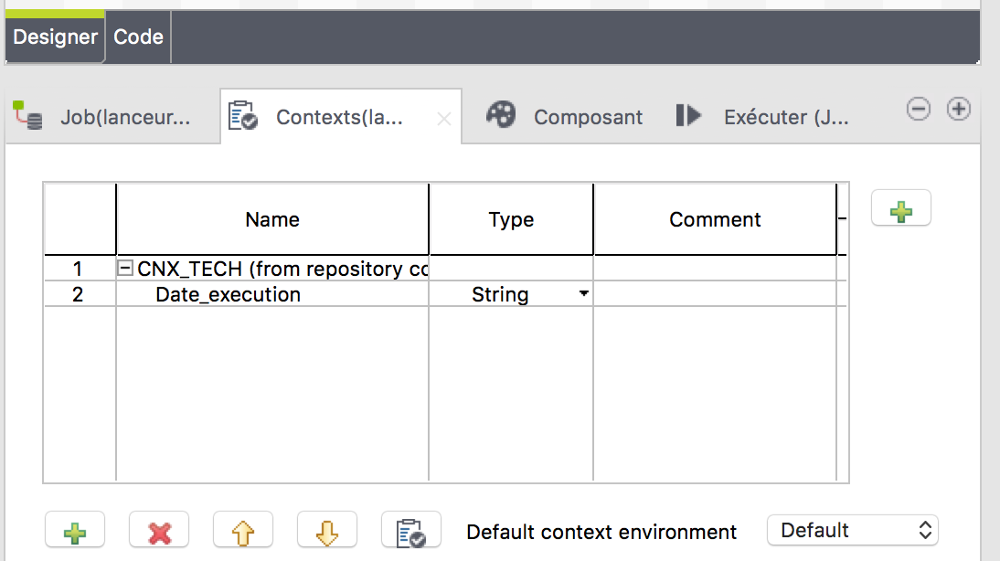 Designer Code
Job(lanceur... Contexts(la... Composant Exécuter (J...
Name Type Comment
1 CNX_TECH (from repository cc
2 Date_execution String
Default context environment Default